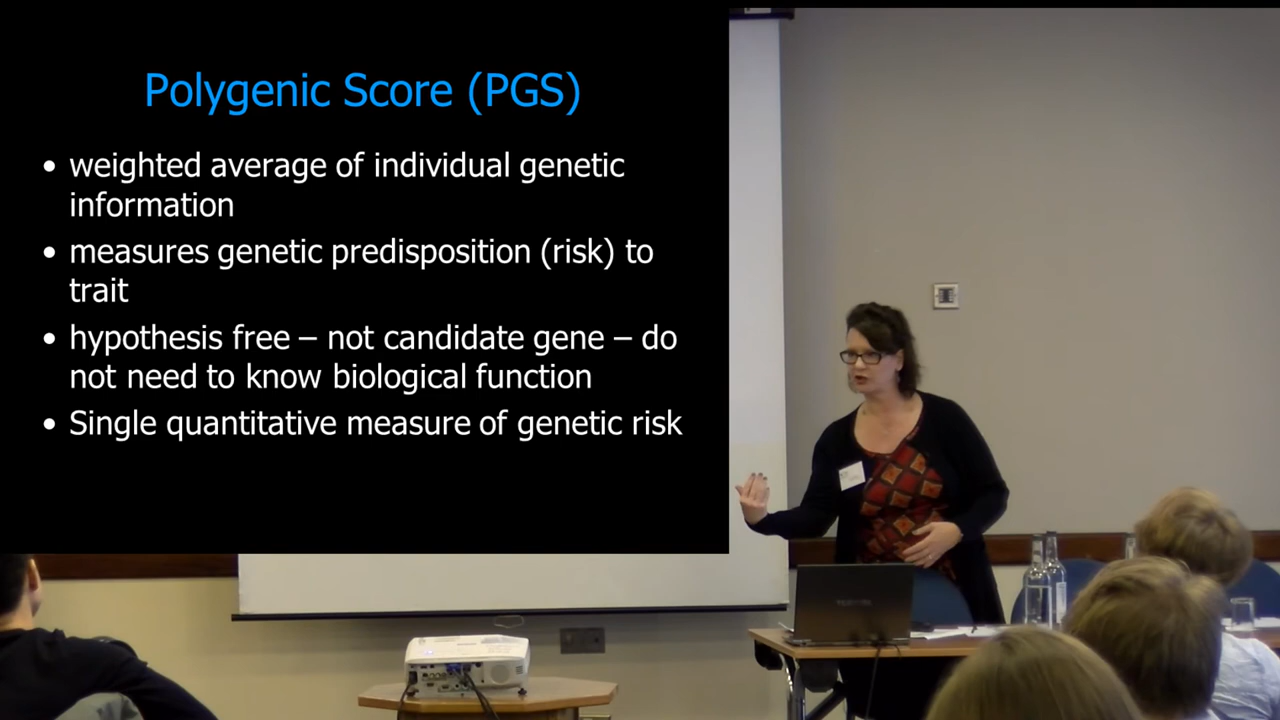 Polygenic Score (PGS)
• weighted average of individual genetic
information
• measures genetic predisposition (risk) to
trait
• hypothesis free – not candidate gene – do
not need to know biological function
• Single quantitative measure of genetic risk